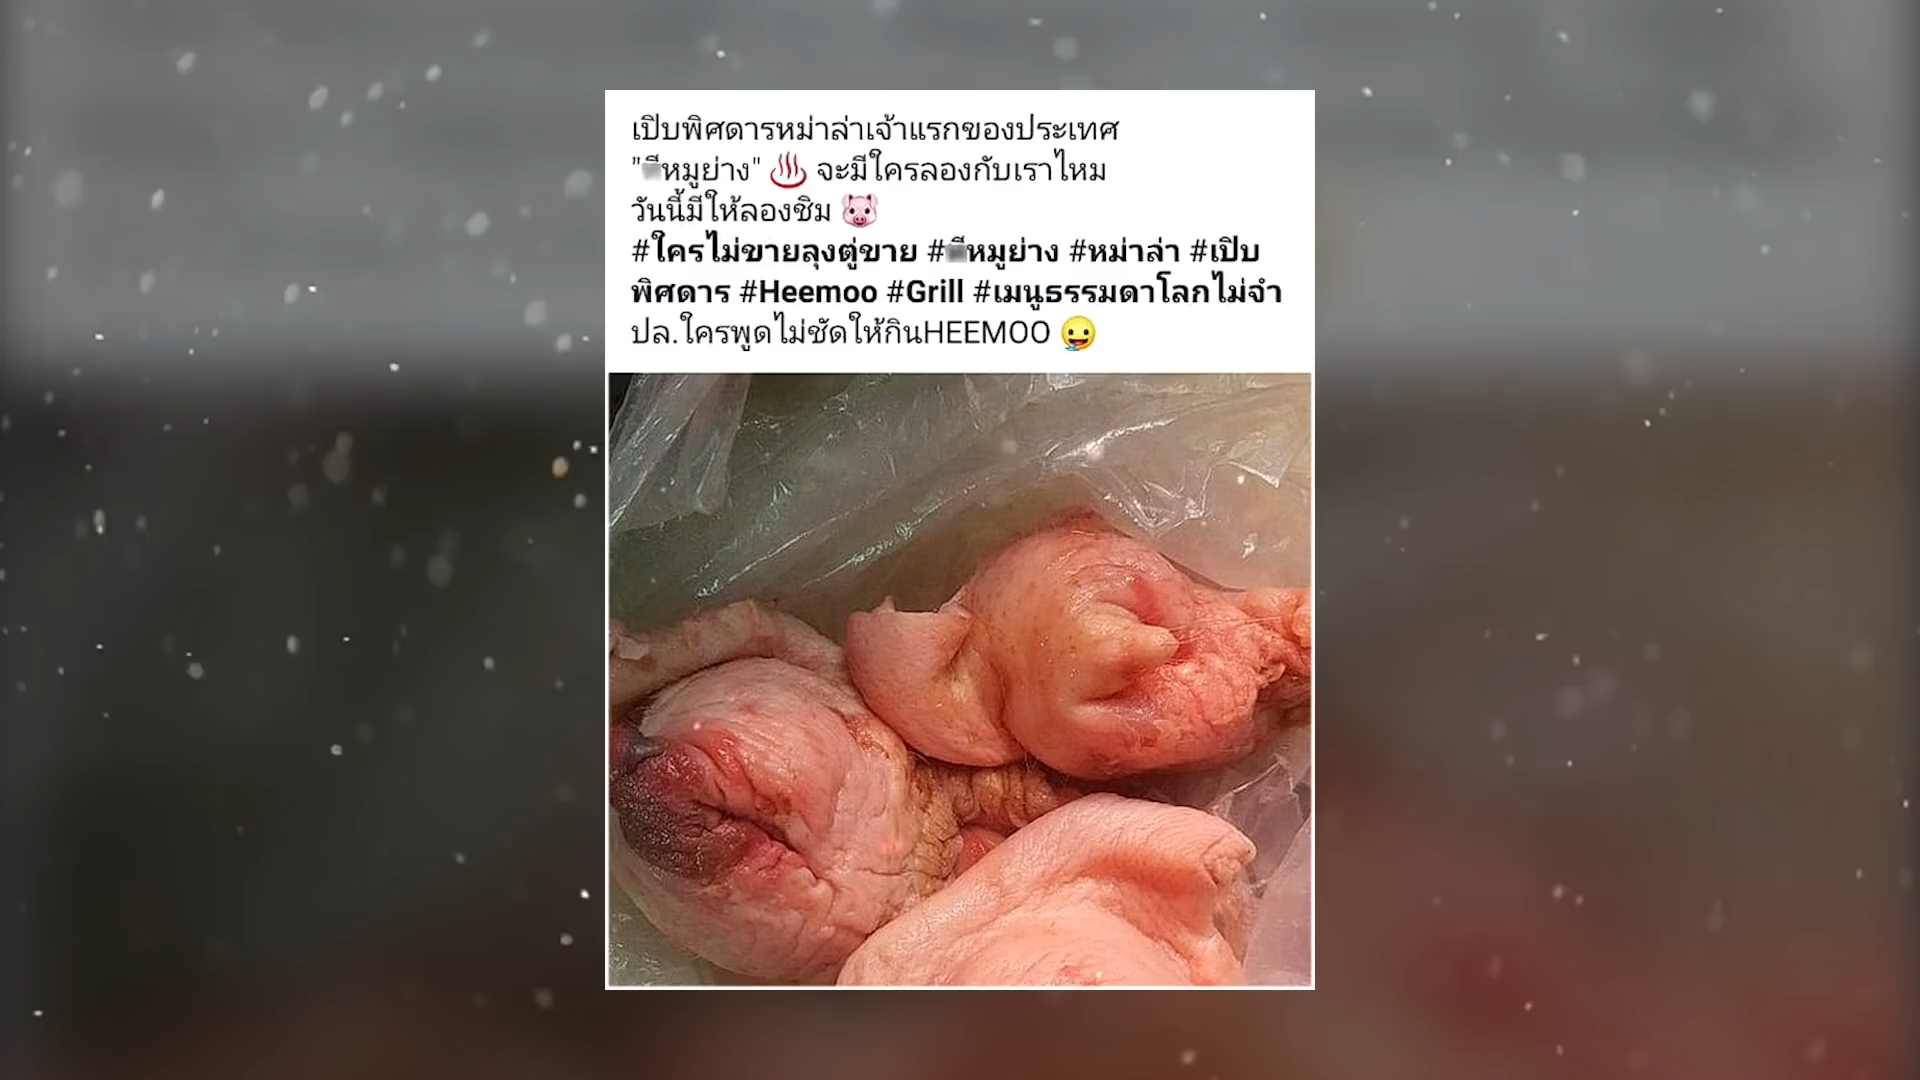 เปิบพิศดารหม่าล่าเจ้าแรกของประเทศ
"หมูย่าง" ♨️ จะมีใครลองกับเราไหม
วันนี้มีให้ลองชิม 🐷
#ใครไม่ขายลุงตู่ขาย #หมูย่าง #หม่าล่า #เปิบ
พิศดาร #Heemoo #Grill #เมนูธรรมดาโลกไม่จำ
ปล.ใครพูดไม่ชัดให้กินHEEMOO 🤤